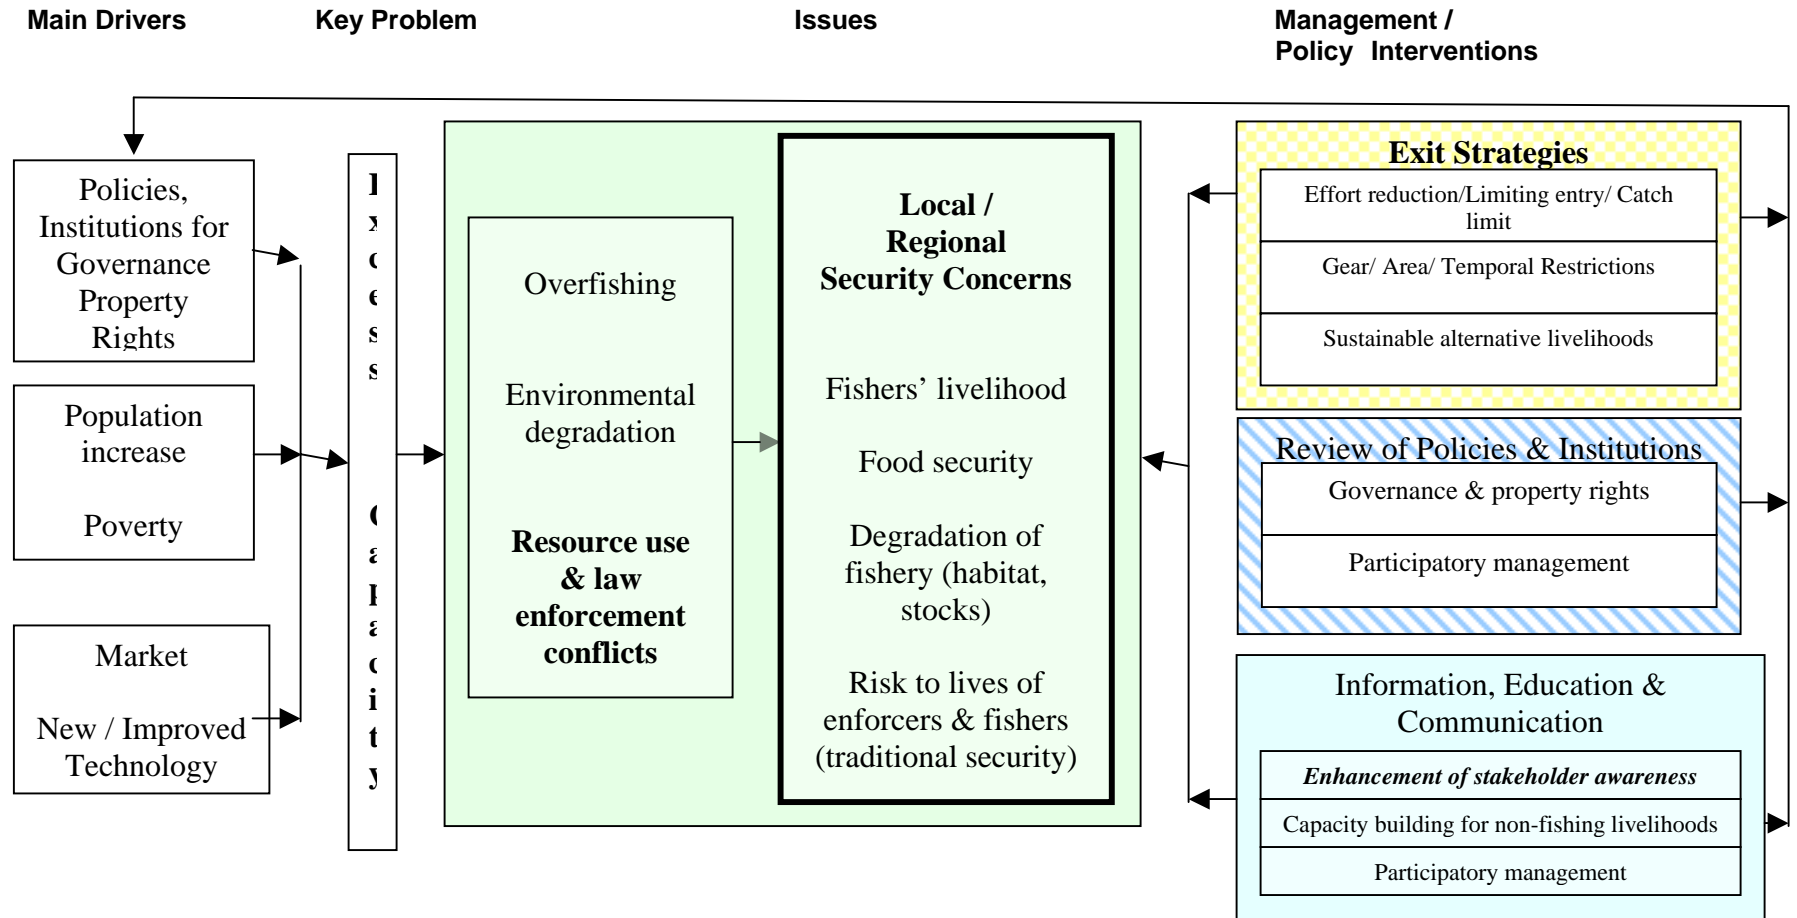 Main Drivers
Key Problem
Issues
Management /
Policy Interventions
Policies,
Institutions for
Governance
Property
Rights
Population
increase
Poverty
Market
New / Improved
Technology
E
x
c
e
s
s
C
a
p
a
c
i
t
y
Overfishing
Environmental
degradation
Resource use
& law
enforcement
conflicts
Local /
Regional
Security Concerns
Fishers’ livelihood
Food security
Degradation of
fishery (habitat,
stocks)
Risk to lives of
enforcers & fishers
(traditional security)
Exit Strategies
Effort reduction/Limiting entry/ Catch
limit
Gear/ Area/ Temporal Restrictions
Sustainable alternative livelihoods
Review of Policies & Institutions
Governance & property rights
Participatory management
Information, Education &
Communication
Enhancement of stakeholder awareness
Capacity building for non-fishing livelihoods
Participatory management